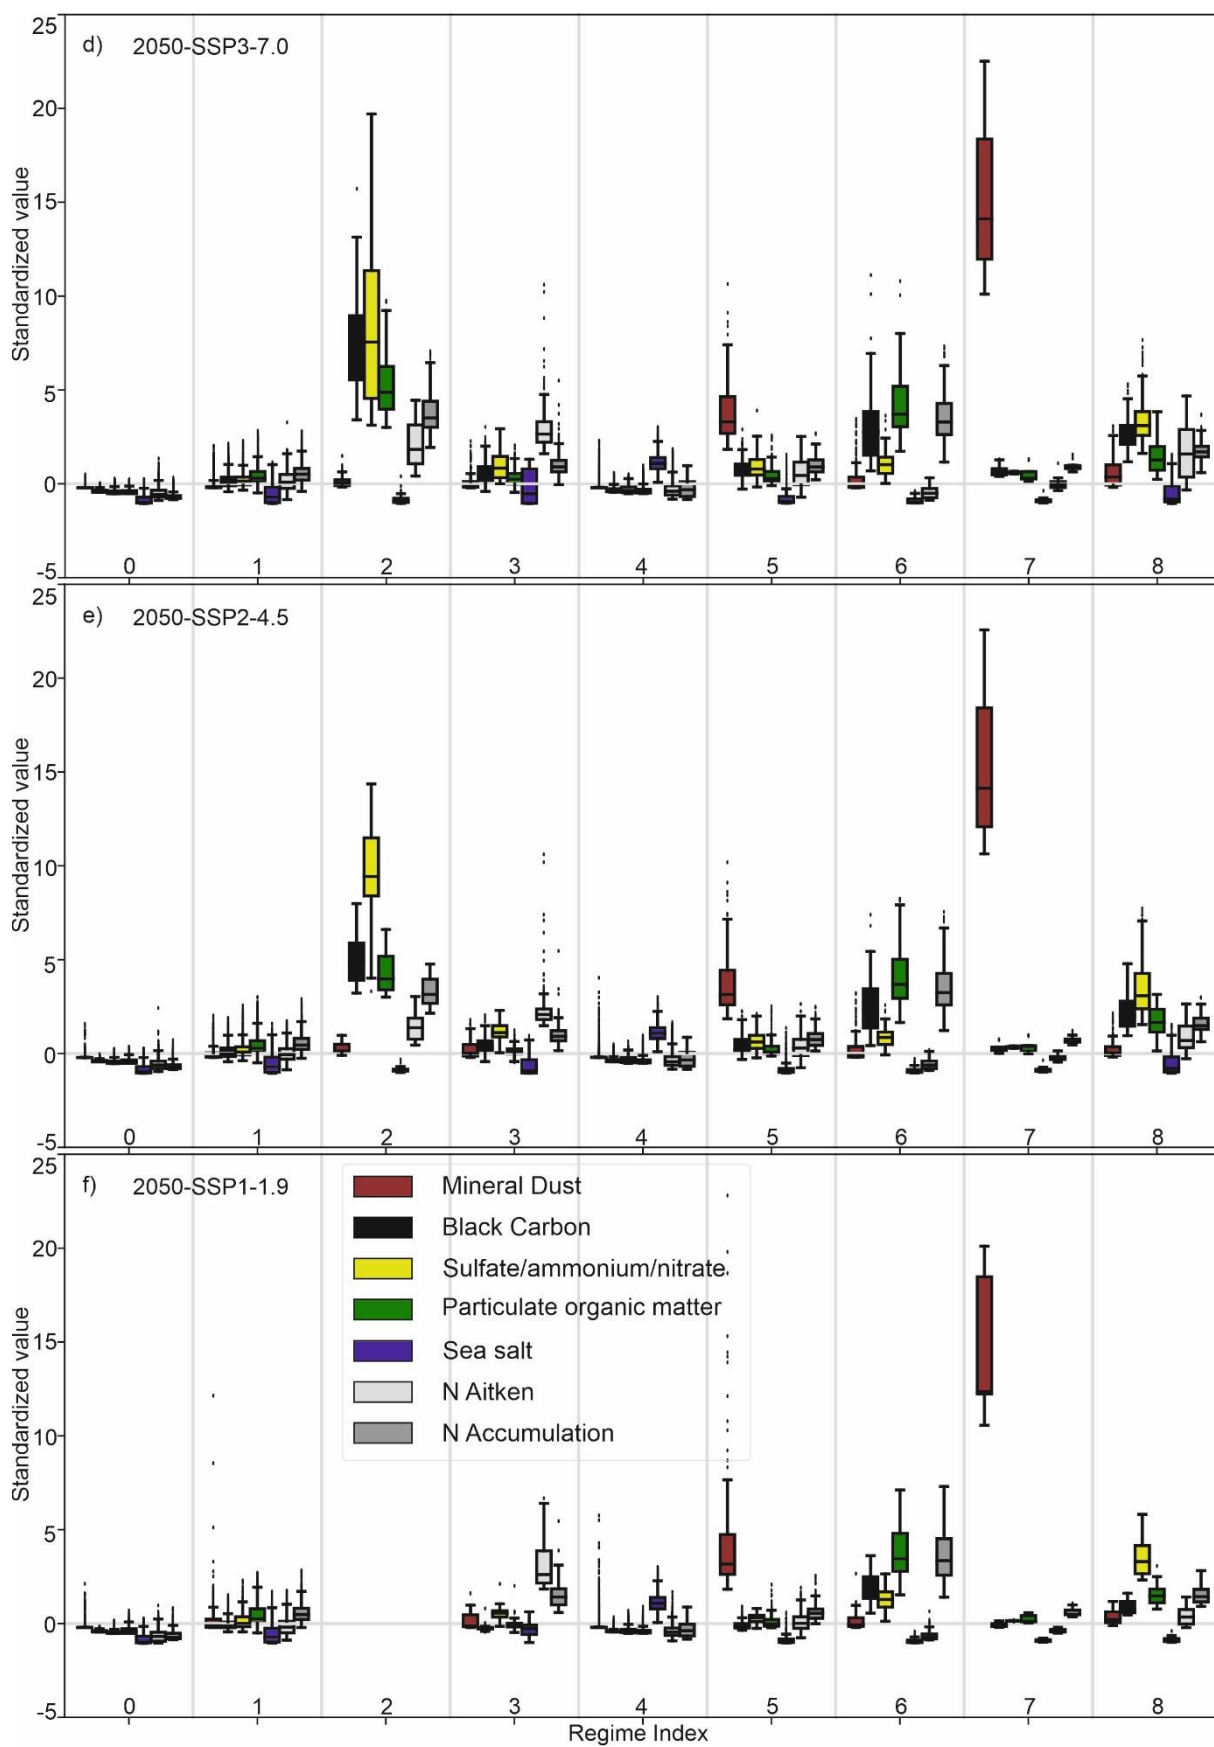 25
d) 2050-SSP3-7.0
20
15
Standardized value
10
5
0
-5
0 1 2 3 4 5 6 7 8
25
e) 2050-SSP2-4.5
20
15
Standardized value
10
5
0
-5
0 1 2 3 4 5 6 7 8
25
f) 2050-SSP1-1.9
Mineral Dust
Black Carbon
Sulfate/ammonium/nitrate
Particulate organic matter
Sea salt
N Aitken
N Accumulation
20
15
Standardized value
10
5
0
-5
0 1 2 3 4 5 6 7 8
Regime Index